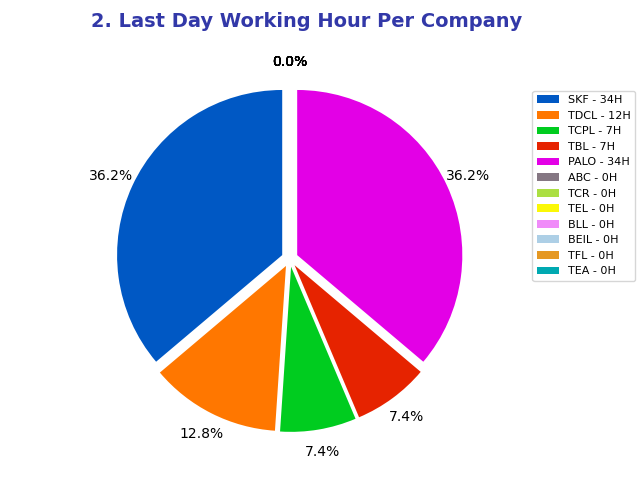 2. Last Day Working Hour Per Company
0.0%
36.2%
36.2%
12.8%
7.4%
7.4%
SKF - 34H
TDCL - 12H
TCPL - 7H
TBL - 7H
PALO - 34H
ABC - 0H
TCR - 0H
TEL - 0H
BLL - 0H
BEIL - 0H
TFL - 0H
TEA - 0H